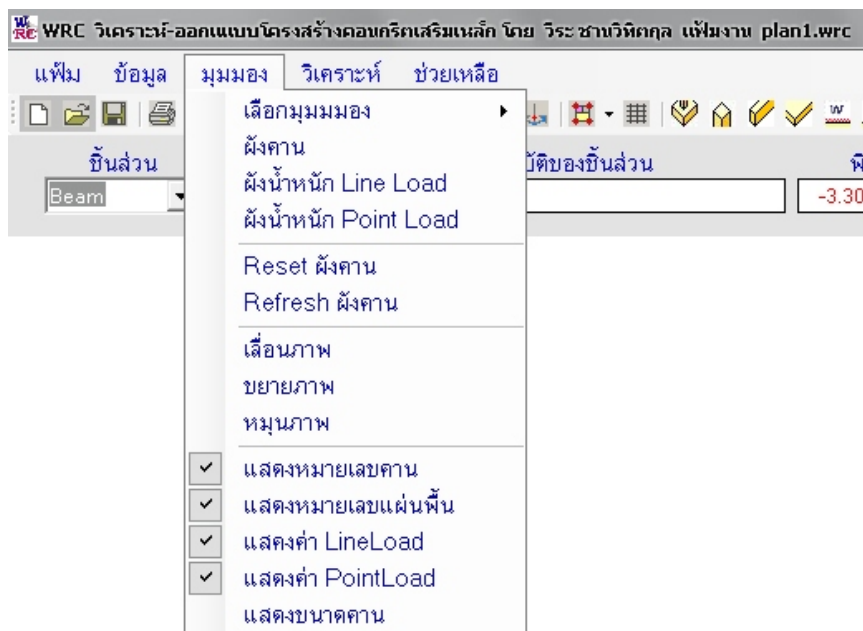 WRC วิเคราะห์-ออกแบบโครงสร้างคอนกรีตเสริมเหล็ก โดย วีระ ชานวิทิตกุล แฟ้มงาน plan1.wrc
แฟ้ม ข้อมูล มุมมอง วิเคราะห์ ช่วยเหลือ
ชิ้นส่วน
Beam
-3.30
เลือกมุมมมอง
ผังคาน
ผังน้ำหนัก Line Load
ผังน้ำหนัก Point Load
Reset ผังคาน
Refresh ผังคาน
เลื่อนภาพ
ขยายภาพ
หมุนภาพ
แสดงหมายเลขคาน
แสดงหมายเลขแผ่นพื้น
แสดงค่า LineLoad
แสดงค่า PointLoad
แสดงขนาดคาน